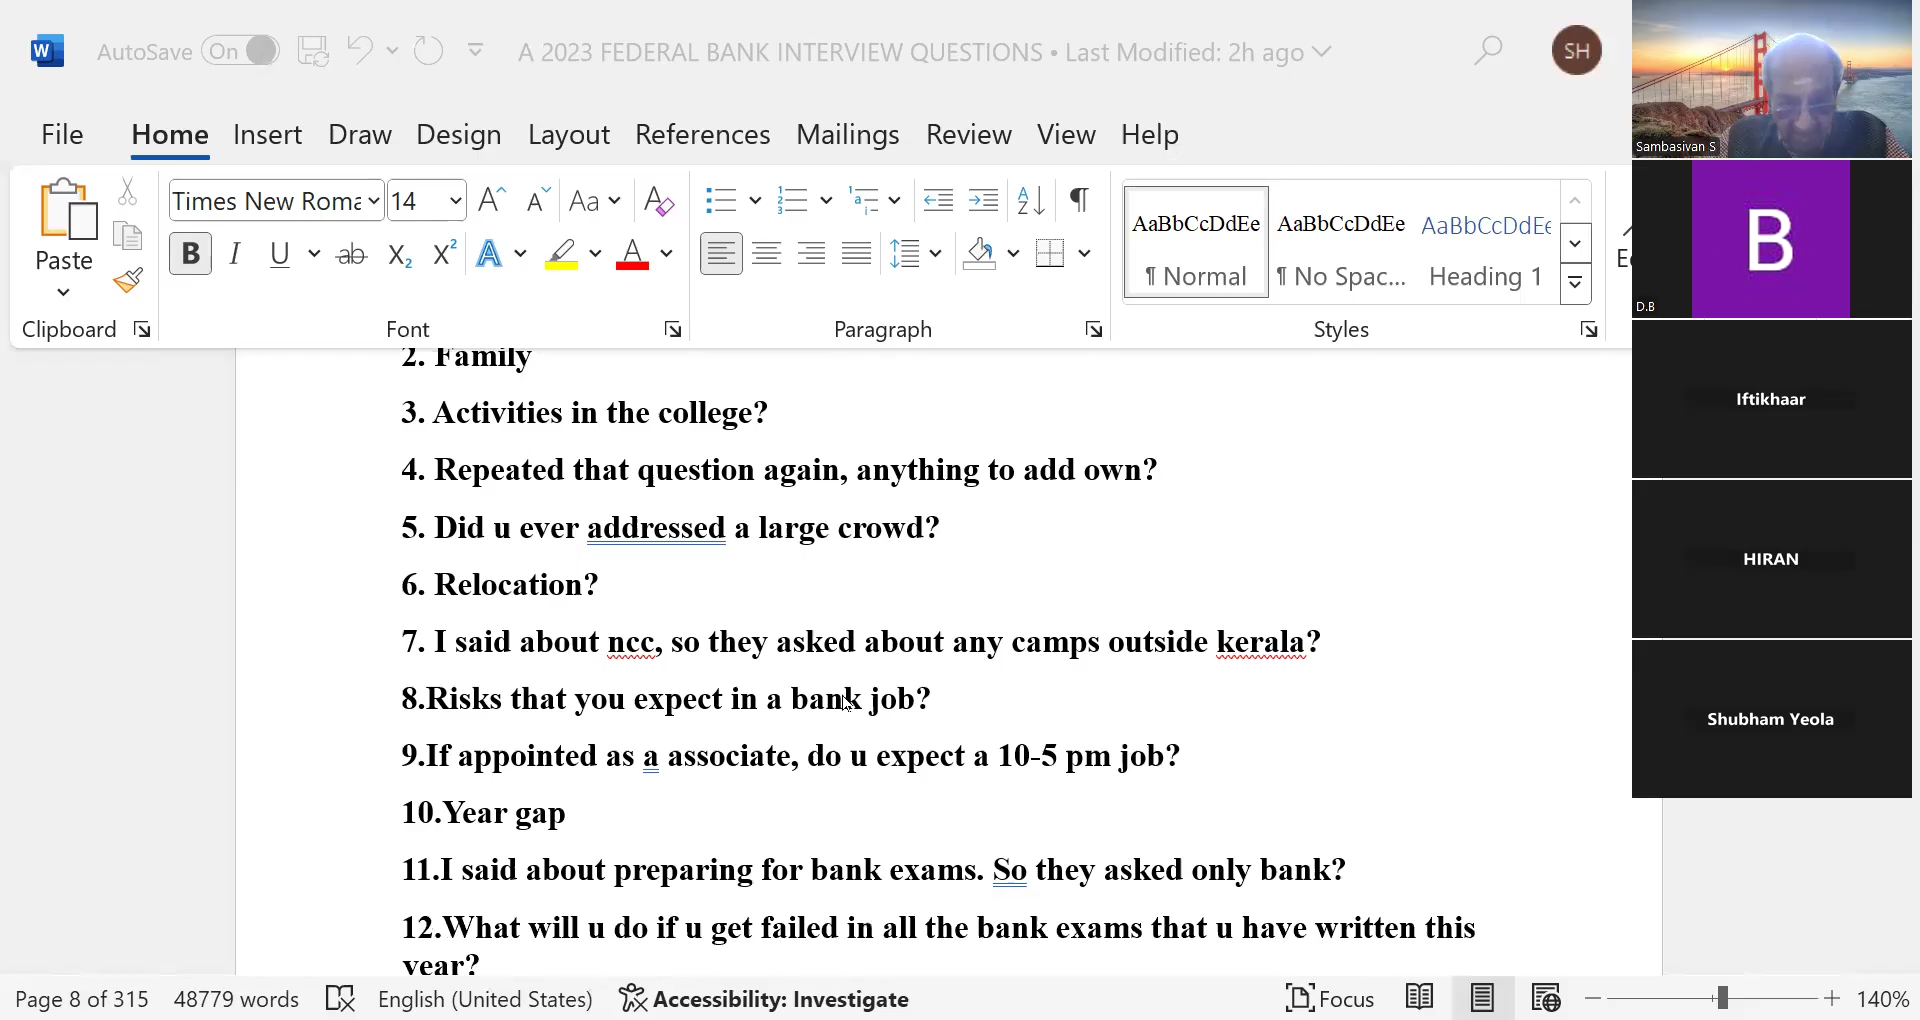 AutoSave On A 2023 FEDERAL BANK INTERVIEW QUESTIONS • Last Modified: 2h ago SH
File Home Insert Draw Design Layout References Mailings Review View Help
Sambasivan S
Times New Roma 14 Aa
AaBbCcDdEe AaBbCcDdEe AaBbCcDdEe
B I U ab X₂ X² A A
Paste
¶ Normal ¶ No Spac... Heading 1
Clipboard Font Paragraph Styles
B
D.B
2. Family
3. Activities in the college?
4. Repeated that question again, anything to add own?
5. Did u ever addressed a large crowd?
6. Relocation?
7. I said about ncc, so they asked about any camps outside kerala?
8.Risks that you expect in a bank job?
9.If appointed as a associate, do u expect a 10-5 pm job?
10.Year gap
11.I said about preparing for bank exams. So they asked only bank?
12.What will u do if u get failed in all the bank exams that u have written this
year?
Iftikhaar
HIRAN
Shubham Yeola
Page 8 of 315 48779 words English (United States) Accessibility: Investigate Focus 140%